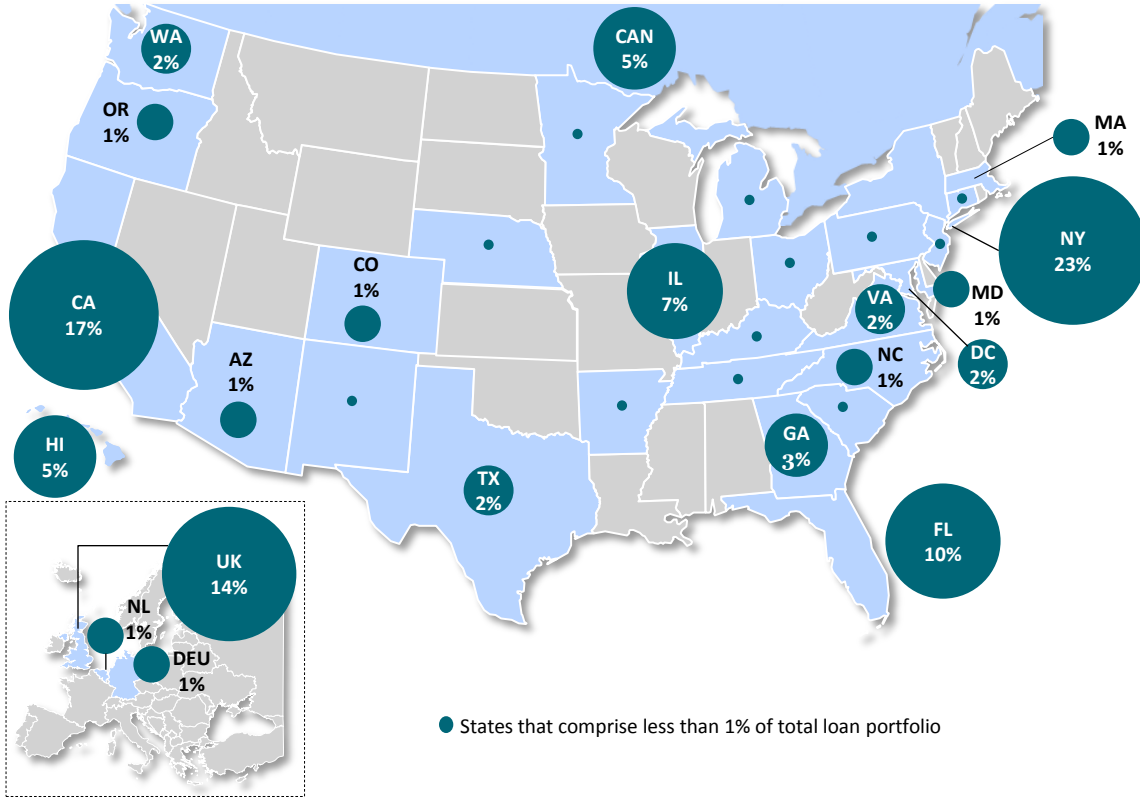 WA
2%
CAN
5%
OR
1%
MA
1%
NY
23%
CO
1%
IL
7%
CA
17%
VA
2%
MD
1%
AZ
1%
NC
1%
DC
2%
HI
5%
GA
3%
TX
2%
FL
10%
UK
14%
NL
1%
DEU
1%
States that comprise less than 1% of total loan portfolio